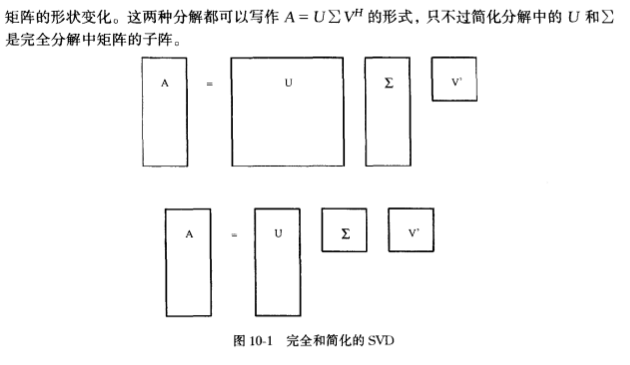 矩阵的形状变化。这两种分解都可以写作 A = UΣVᴴ 的形式，只不过简化分解中的 U 和Σ
是完全分解中矩阵的子阵。
A = U Σ V*
A = U Σ V*
图 10-1 完全和简化的 SVD